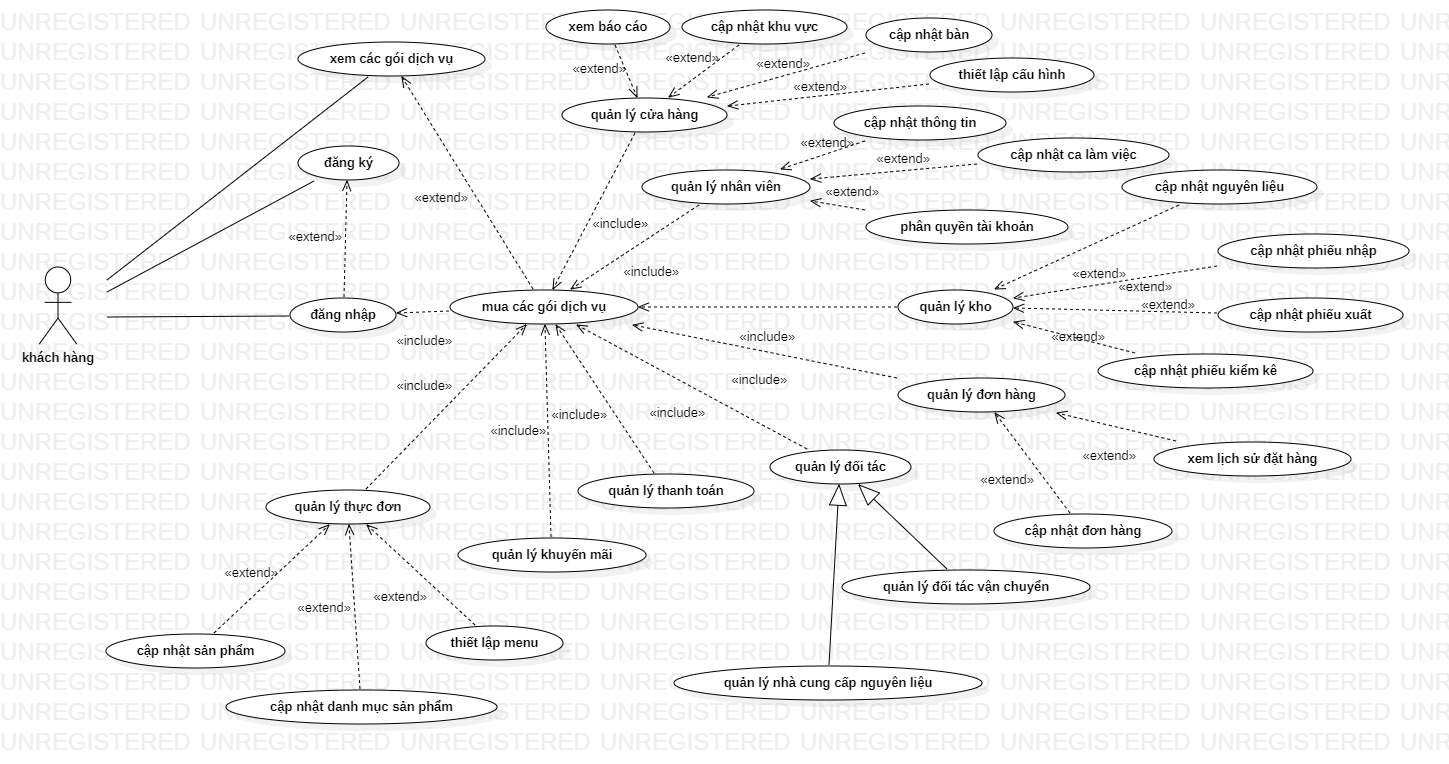 xem báo cáo
cập nhật khu vực
cập nhật bàn
xem các gói dịch vụ
«extend»
«extend»
«extend»
thiết lập cấu hình
«extend»
quản lý cửa hàng
cập nhật thông tin
«extend»
cập nhật ca làm việc
«extend»
đăng ký
quản lý nhân viên
«extend»
cập nhật nguyên liệu
«extend»
phân quyền tài khoản
«include»
«extend»
cập nhật phiếu nhập
«include»
«extend»
«extend»
mua các gói dịch vụ
quản lý kho
«extend»
đăng nhập
cập nhật phiếu xuất
«include»
«include»
«extend»
khách hàng
cập nhật phiếu kiểm kê
«include»
«include»
quản lý đơn hàng
«include»
«include»
«include»
«extend»
xem lịch sử đặt hàng
quản lý đối tác
«extend»
quản lý thanh toán
quản lý thực đơn
cập nhật đơn hàng
quản lý khuyến mãi
«extend»
quản lý đối tác vận chuyển
«extend»
«extend»
thiết lập menu
cập nhật sản phẩm
quản lý nhà cung cấp nguyên liệu
cập nhật danh mục sản phẩm
UNREGISTERED UNREGISTERED UNREGISTERED UNREGISTERED UNREGISTERED UNREGISTERED UNREGISTERED